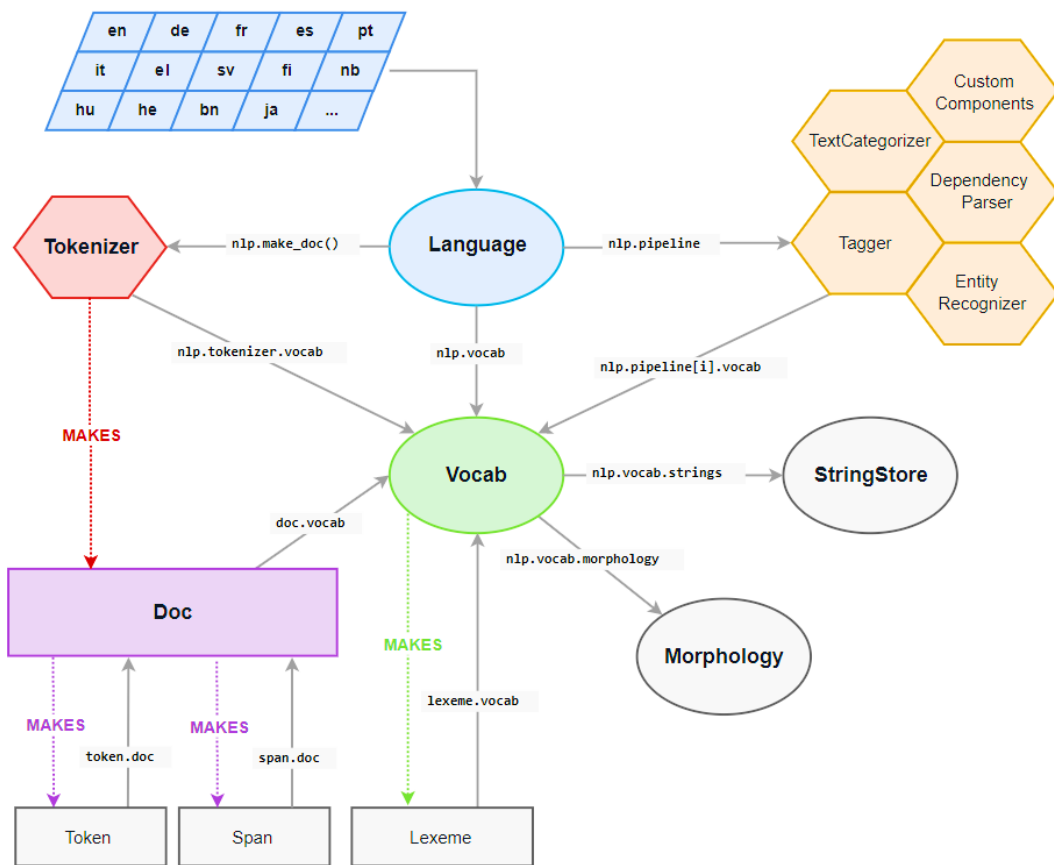 en de fr es pt
it el sv fi nb
hu he bn ja ...
Custom
Components
TextCategorizer
Dependency
Parser
Tokenizer
nlp.make_doc()
Language
nlp.pipeline
Tagger
Entity
Recognizer
nlp.tokenizer.vocab
nlp.vocab
nlp.pipeline[i].vocab
MAKES
Vocab
nlp.vocab.strings
StringStore
doc.vocab
nlp.vocab.morphology
Doc
MAKES
Morphology
MAKES
MAKES
lexeme.vocab
token.doc
span.doc
Token
Span
Lexeme